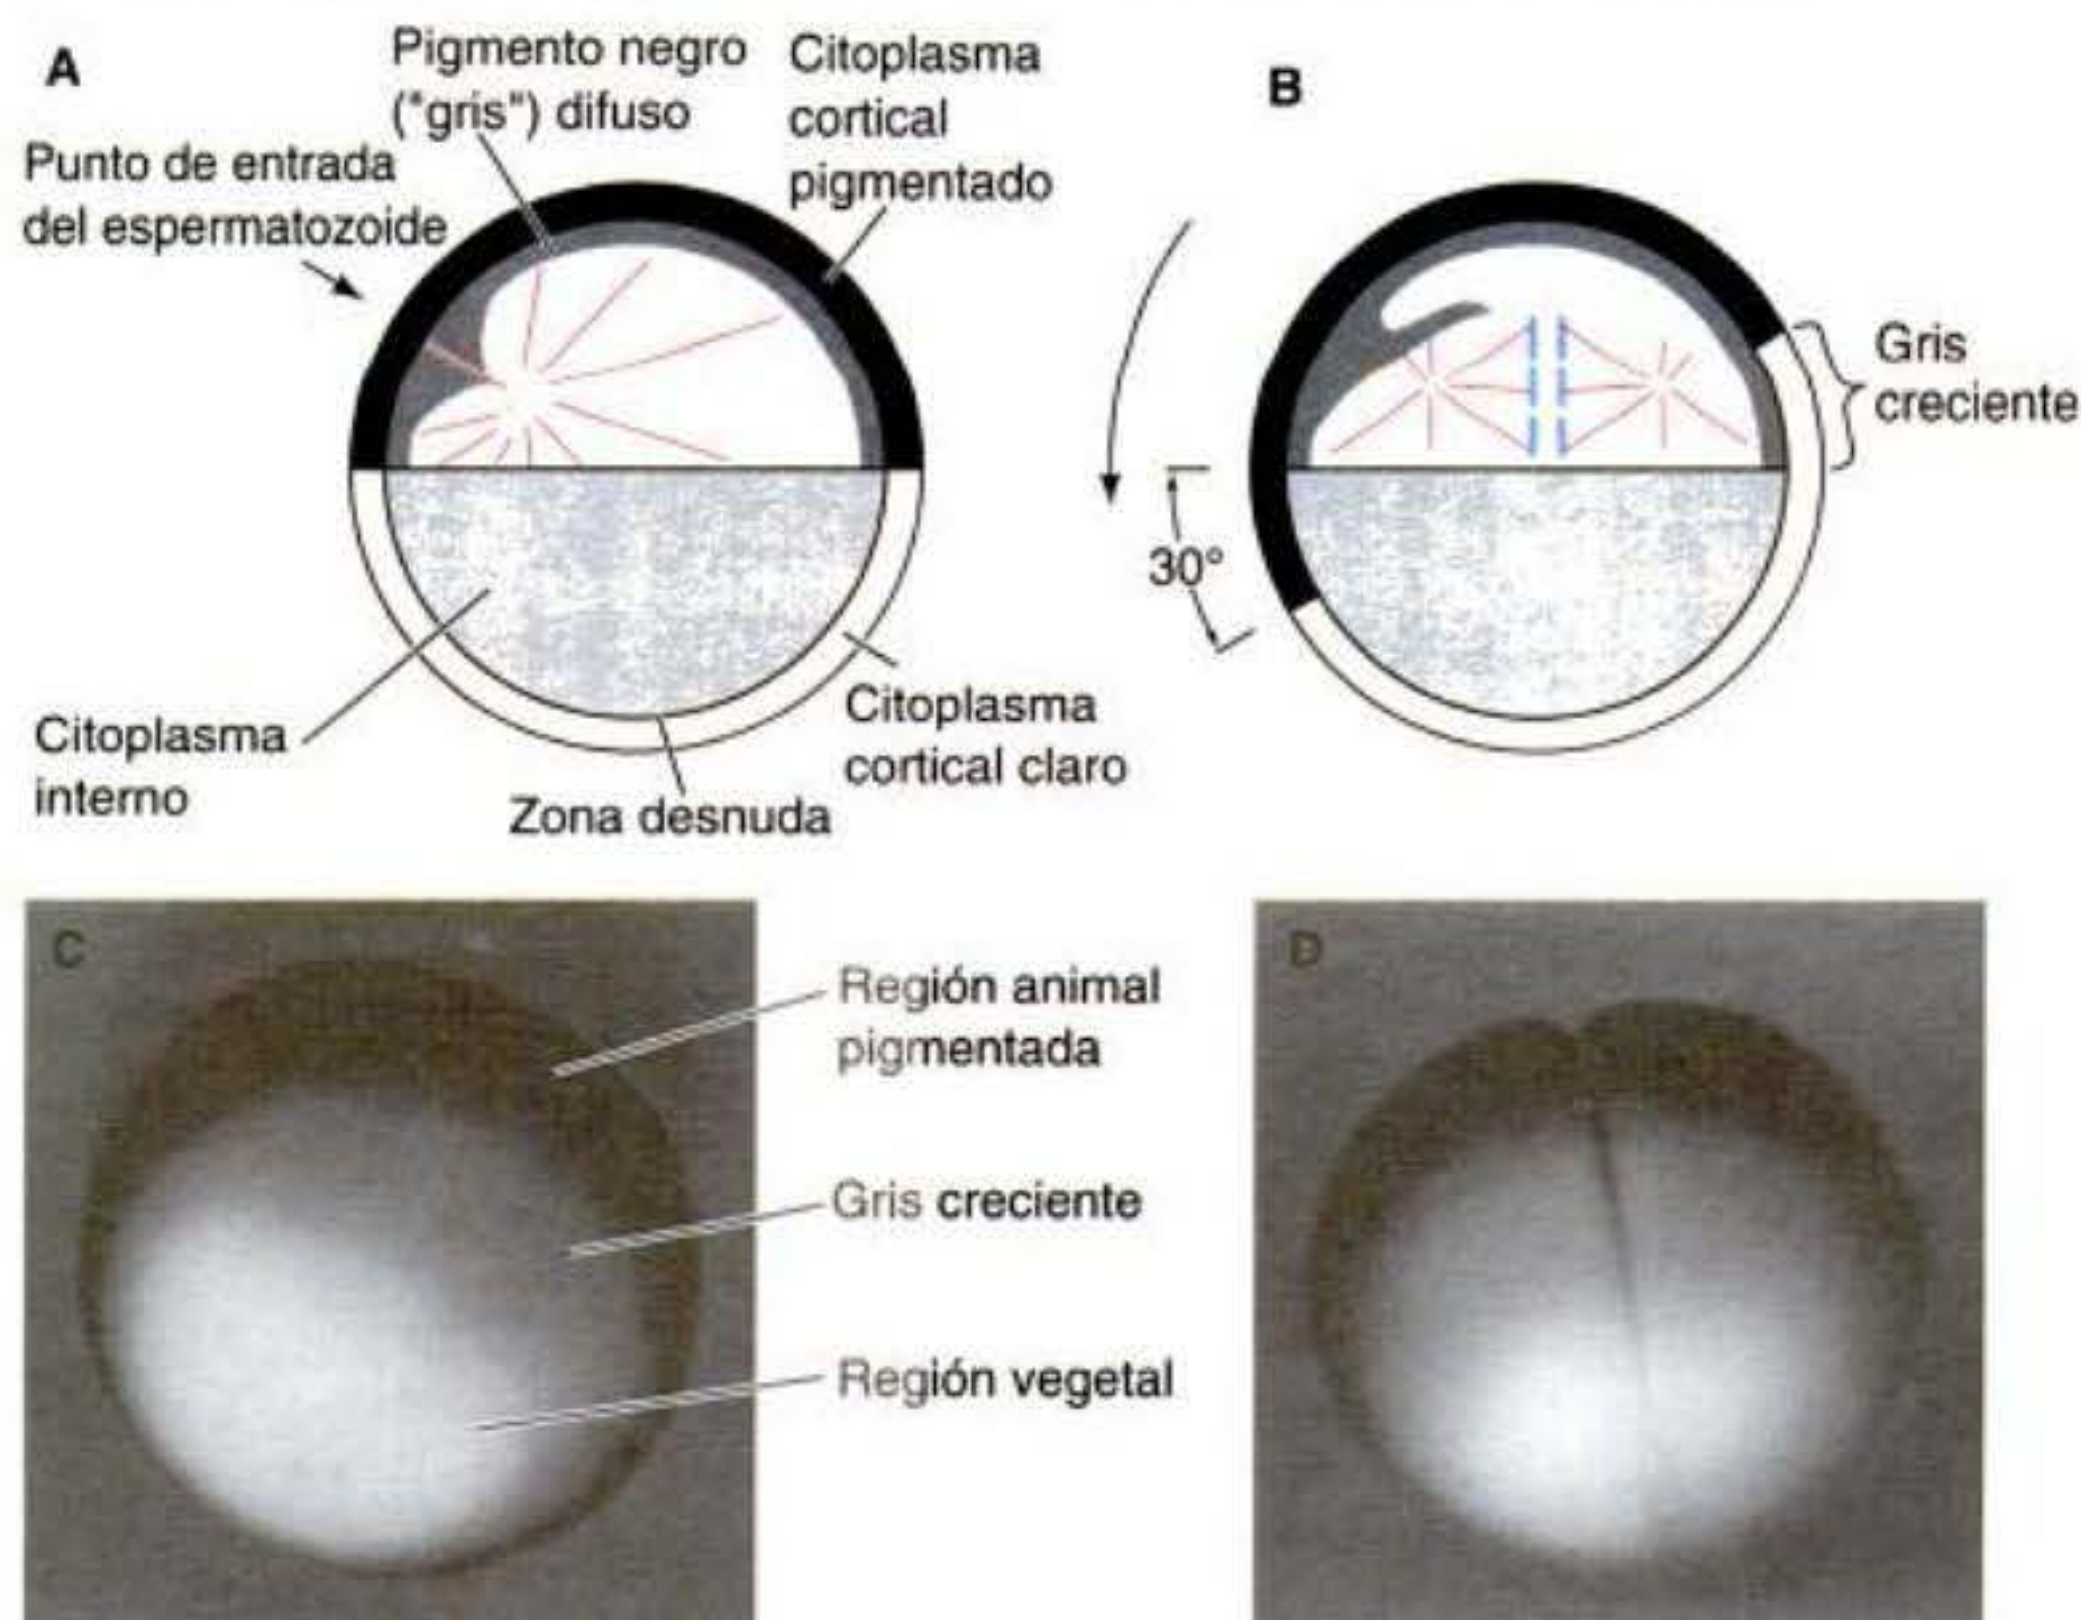 A
Pigmento negro
("gris") difuso
Citoplasma
cortical
pigmentado
Punto de entrada
del espermatozoide
Citoplasma
interno
Zona desnuda
Citoplasma
cortical claro
B
Gris
creciente
30°
C
Región animal
pigmentada
Gris creciente
Región vegetal
D